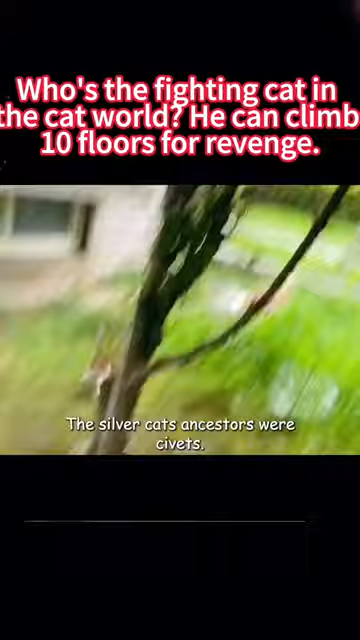 Who's the fighting cat in
the cat world? He can climb
10 floors for revenge.
The silver cats ancestors were
civets.